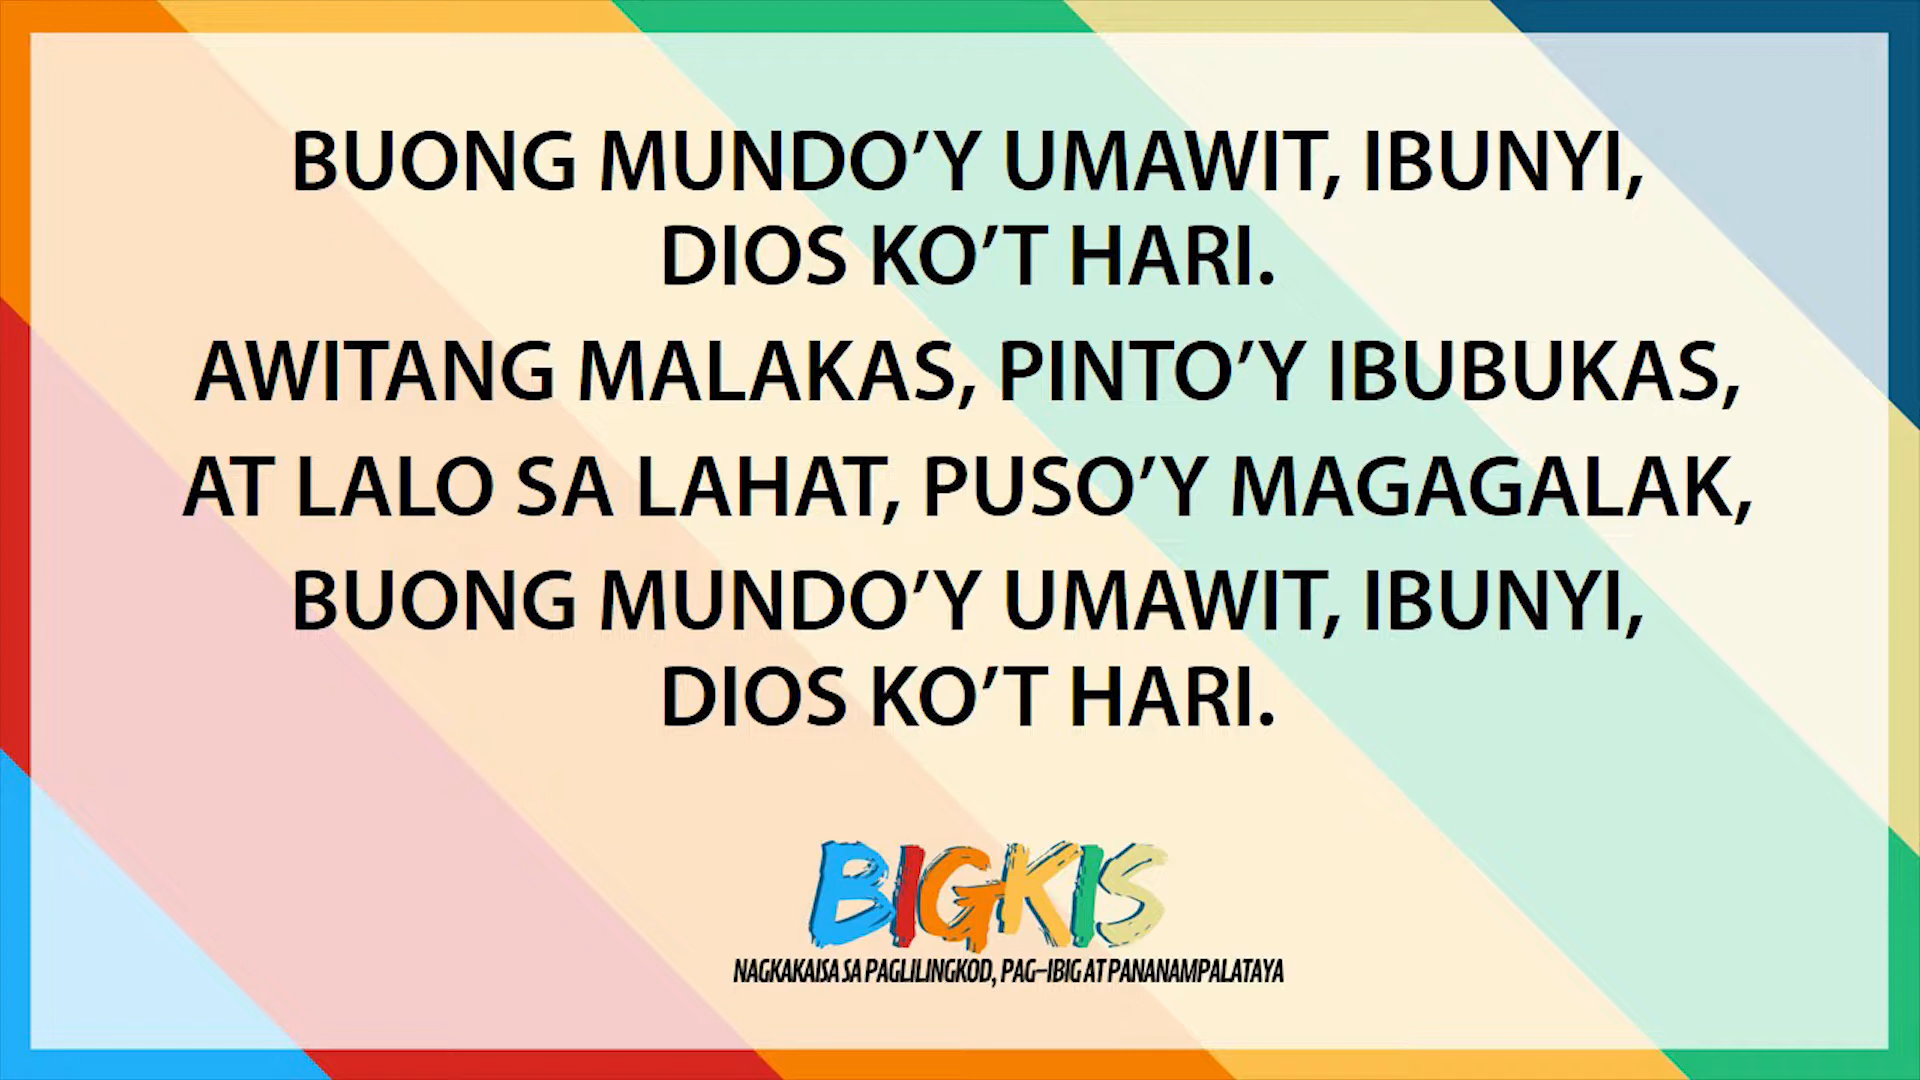 BUONG MUNDO’Y UMAWIT, IBUNYI,
DIOS KO’T HARI.
AWITANG MALAKAS, PINTO’Y IBUBUKAS,
AT LALO SA LAHAT, PUSO’Y MAGAGALAK,
BUONG MUNDO’Y UMAWIT, IBUNYI,
DIOS KO’T HARI.
BIGKIS
NAGKAKAISA SA PAGLILINGKOD, PAG-IBIG AT PANANAMPALATAYA